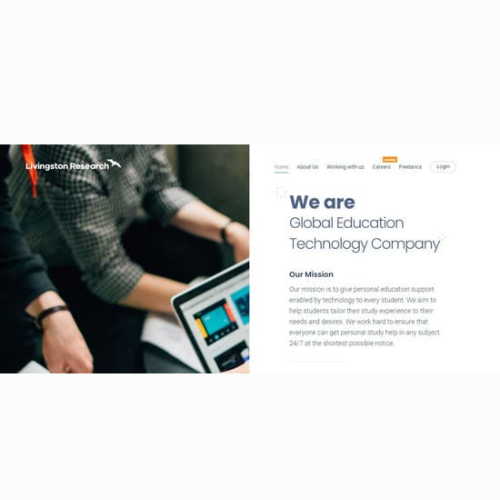 Livingston Research
Home About Us Working with us Careers Freelance Login
We are
Global Education
Technology Company
Our Mission
Our mission is to give personal education support
enabled by technology to every student. We aim to
help students tailor their study experience to their
needs and desires. We work hard to ensure that
everyone can get personal study help in any subject
24/7 at the shortest possible notice.